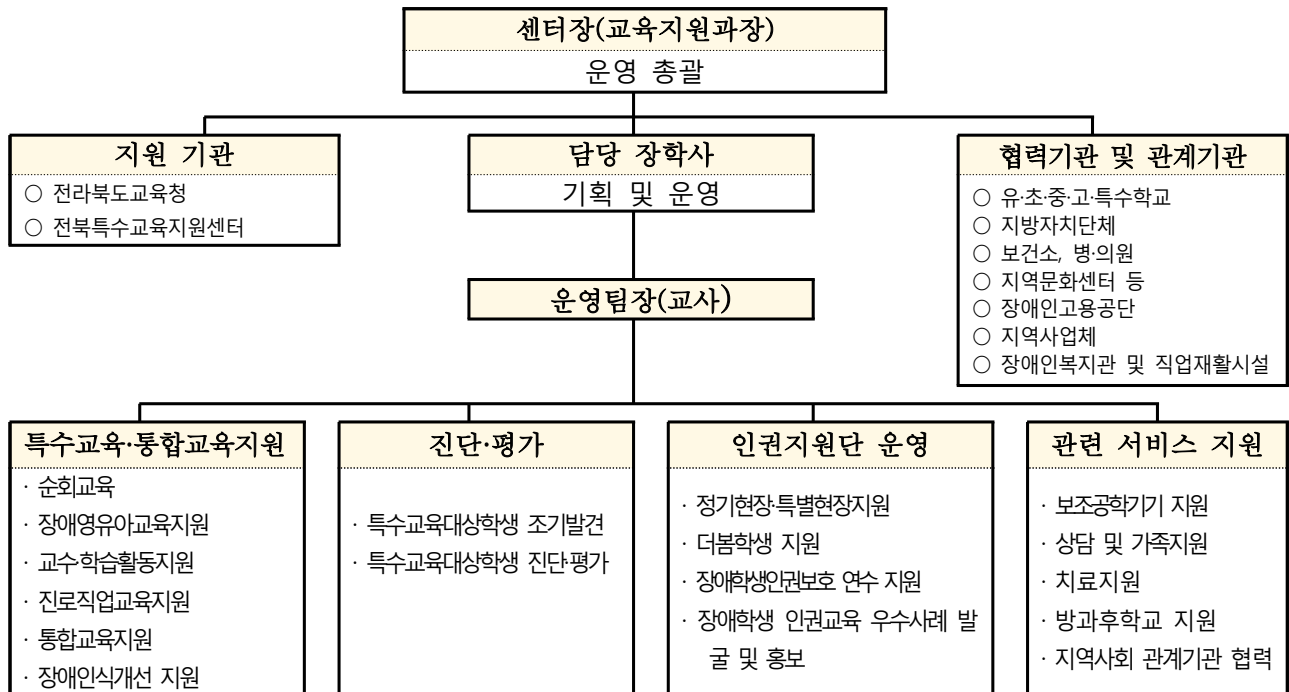 센터장(교육지원과장)
운영 총괄
지원 기관
○ 전라북도교육청
○ 전북특수교육지원센터
담당 장학사
기획 및 운영
협력기관 및 관계기관
○ 유·초·중·고·특수학교
○ 지방자치단체
○ 보건소, 병·의원
○ 지역문화센터 등
○ 장애인고용공단
○ 지역사업체
○ 장애인복지관 및 직업재활시설
운영팀장(교사)
특수교육·통합교육지원
· 순회교육
· 장애영유아교육지원
· 교수·학습활동지원
· 진로직업교육지원
· 통합교육지원
· 장애인식개선 지원
진단·평가
· 특수교육대상학생 조기발견
· 특수교육대상학생 진단·평가
인권지원단 운영
· 정기현장·특별현장지원
· 더봄학생 지원
· 장애학생인권보호 연수 지원
· 장애학생 인권교육 우수사례 발
굴 및 홍보
관련 서비스 지원
· 보조공학기기 지원
· 상담 및 가족지원
· 치료지원
· 방과후학교 지원
· 지역사회 관계기관 협력